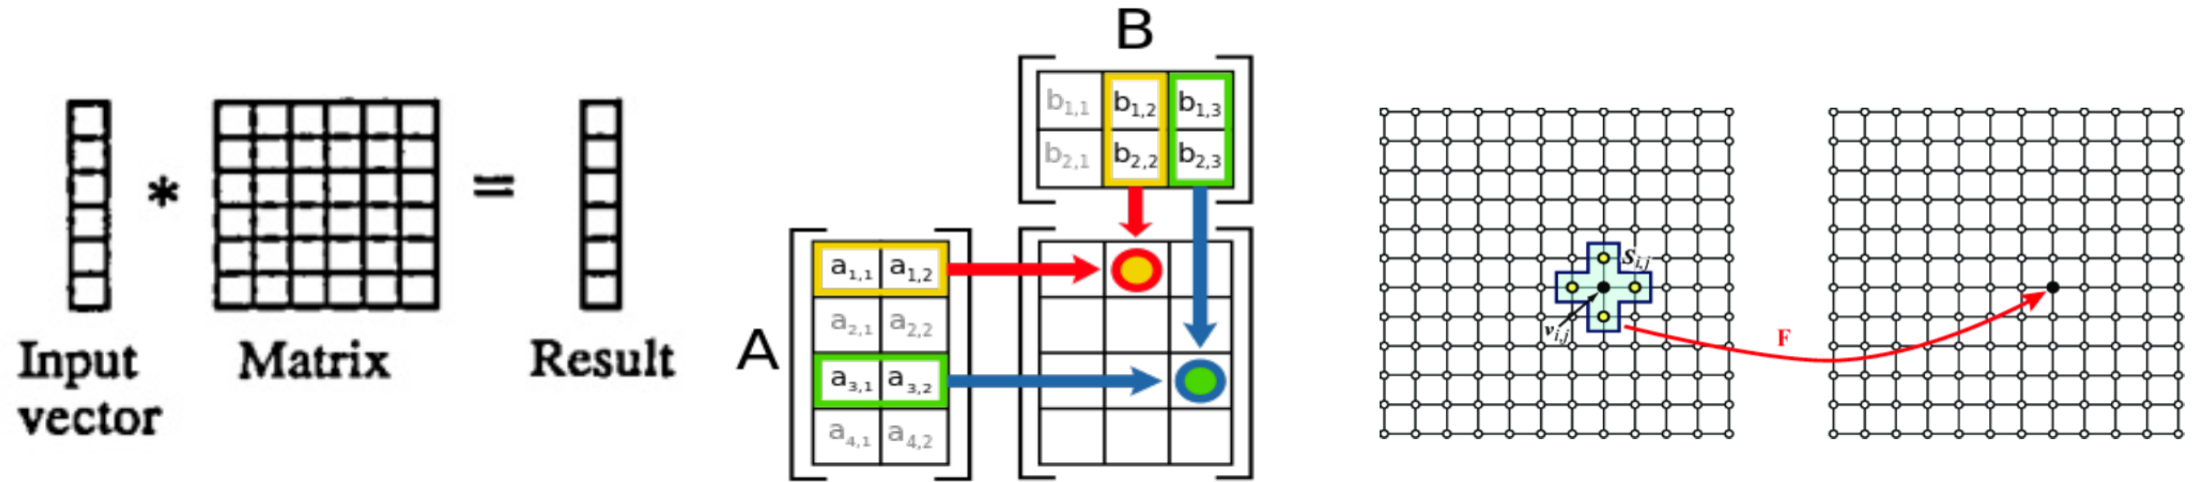 * =
Input
vector
Matrix
Result
B
b1,1 b1,2 b1,3
b2,1 b2,2 b2,3
A
a1,1 a1,2
a2,1 a2,2
a3,1 a3,2
a4,1 a4,2
Si,j
vi,j
F